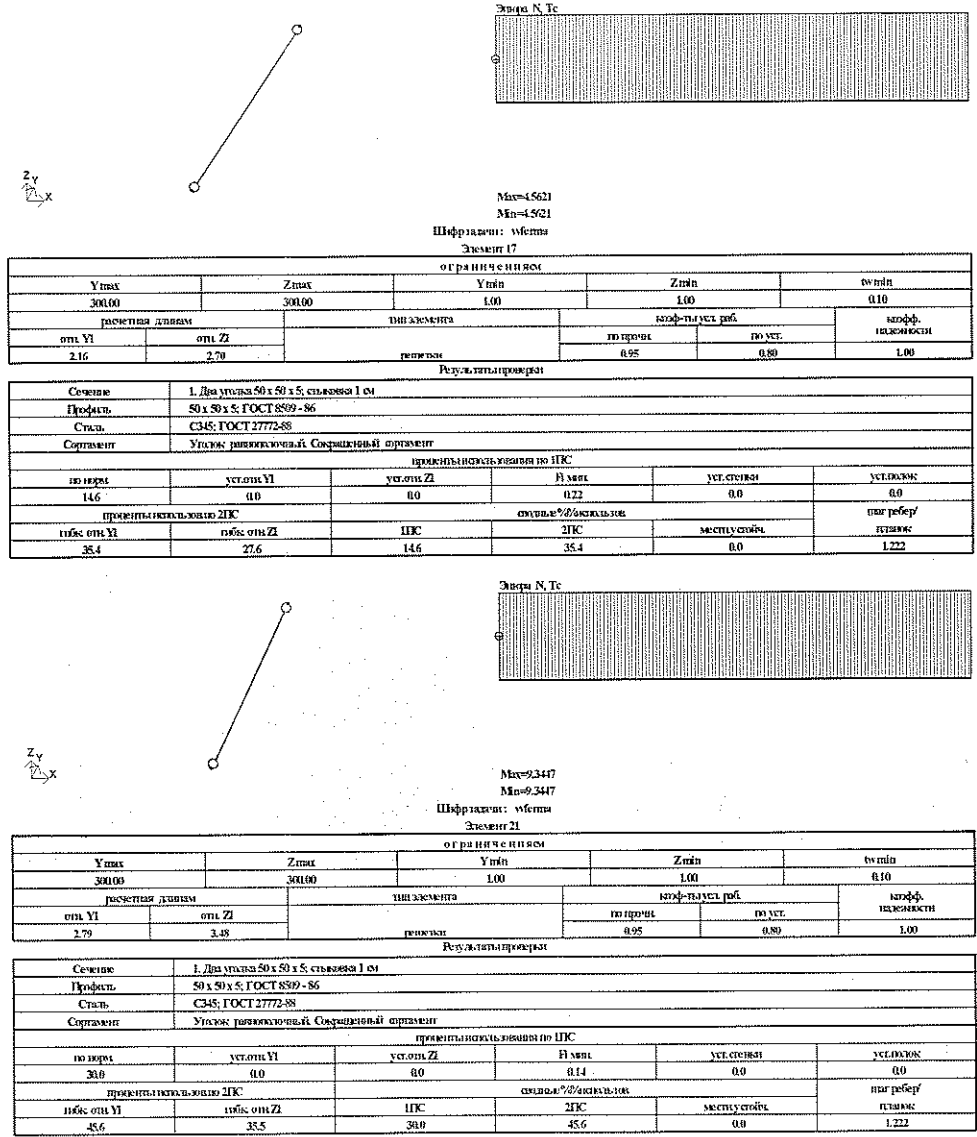 Эпюра N, Тс
Z Y
X
Max=4.5621
Min=4.5621
Шифр задачи: vvferma
Элемент 17
ограничениям
Ymax Zmax Ymin Zmin twmin
300.00 300.00 1.00 1.00 0.10
расчетная длинам тип элемента коэф-ты усл. раб. коэфф.
отн. Y1 отн. Z1 по прочн. по уст. надежности
2.16 2.70 решетки 0.95 0.80 1.00
Результаты проверки
Сечение 1. Два уголка 50 x 50 x 5; стыковка 1 см
Профиль 50 x 50 x 5; ГОСТ 8509 - 86
Сталь С345; ГОСТ 27772-88
Сортамент Уголок равнополочный. Сокращенный сортамент
проценты использования по 1ПС
по норм. уст.отн.Y1 уст.отн.Z1 Fi мин. уст.стенки уст.полок
14.6 0.0 0.0 0.22 0.0 0.0
проценты использов по 2ПС сводные%%использов шаг ребер/
гибк. отн.Y1 гибк. отн.Z1 1ПС 2ПС местн.устойч. планок
35.4 27.6 14.6 35.4 0.0 1.222
Эпюра N, Тс
Z Y
X
Max=9.3447
Min=9.3447
Шифр задачи: vvferma
Элемент 21
ограничениям
Ymax Zmax Ymin Zmin twmin
300.00 300.00 1.00 1.00 0.10
расчетная длинам тип элемента коэф-ты усл. раб. коэфф.
отн. Y1 отн. Z1 по прочн. по уст. надежности
2.79 3.48 решетки 0.95 0.80 1.00
Результаты проверки
Сечение 1. Два уголка 50 x 50 x 5; стыковка 1 см
Профиль 50 x 50 x 5; ГОСТ 8509 - 86
Сталь С345; ГОСТ 27772-88
Сортамент Уголок равнополочный. Сокращенный сортамент
проценты использования по 1ПС
по норм. уст.отн.Y1 уст.отн.Z1 Fi мин. уст.стенки уст.полок
30.0 0.0 0.0 0.14 0.0 0.0
проценты использов по 2ПС сводные%%использов шаг ребер/
гибк. отн.Y1 гибк. отн.Z1 1ПС 2ПС местн.устойч. планок
45.6 35.5 30.0 45.6 0.0 1.222